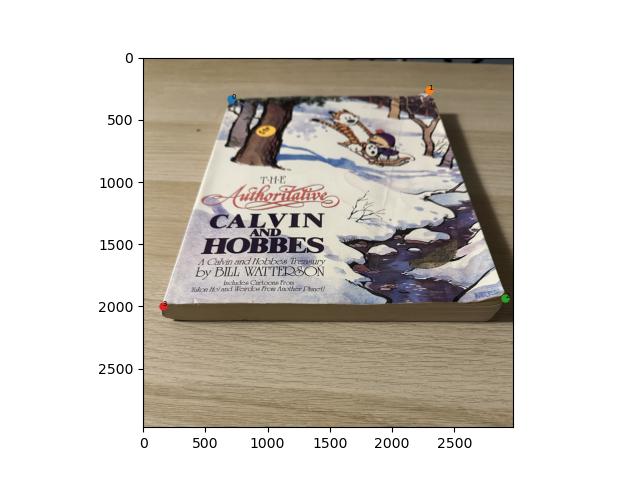 0
500
1000
1500
2000
2500
0 500 1000 1500 2000 2500
0
1
3
THE
Authoritative
CALVIN
AND
HOBBES
A Calvin and Hobbes Treasury
by BILL WATTERSON
Includes Cartoons From
Yukon Ho! and Weirdos From Another Planet!